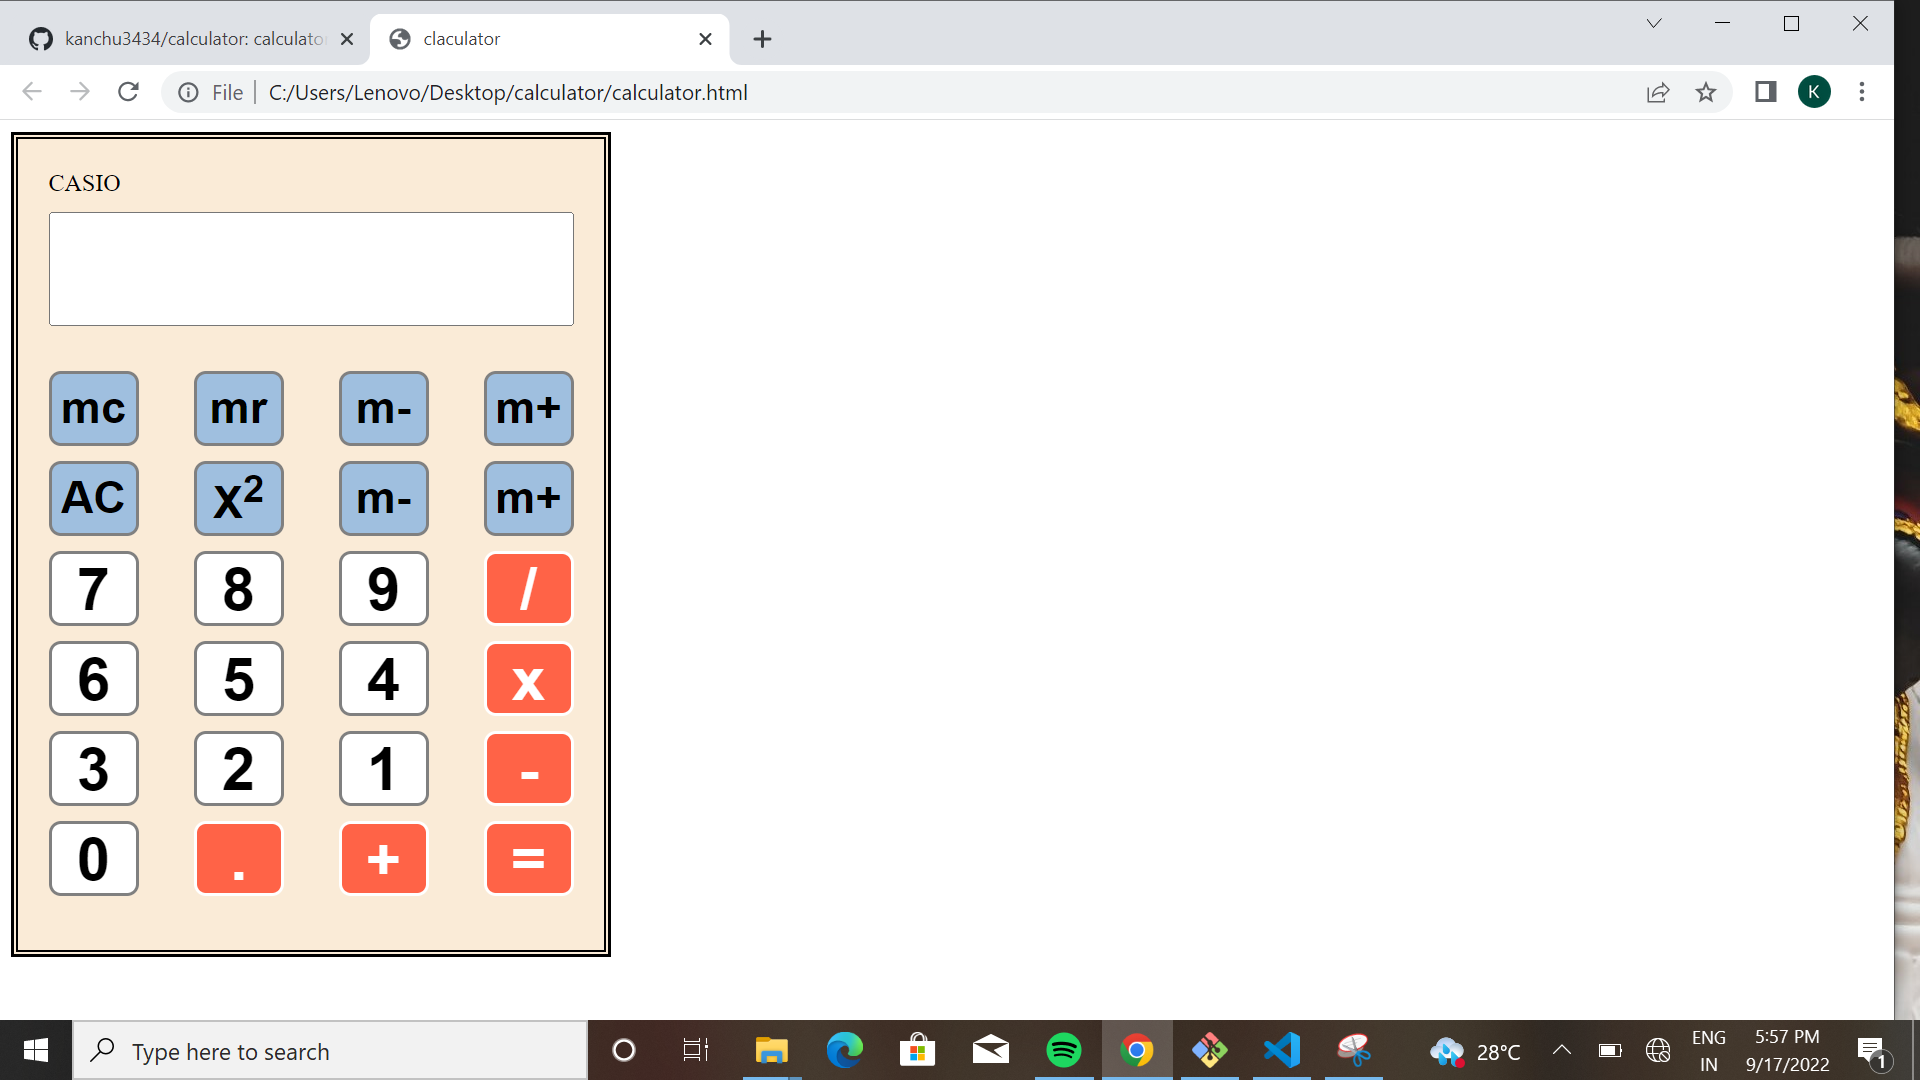 kanchu3434/calculator: calculato
claculator
File
C:/Users/Lenovo/Desktop/calculator/calculator.html
K
CASIO
mc mr m- m+
AC X² m- m+
7 8 9 /
6 5 4 x
3 2 1 -
0 . + =
Type here to search
28°C
ENG
IN
5:57 PM
9/17/2022
1